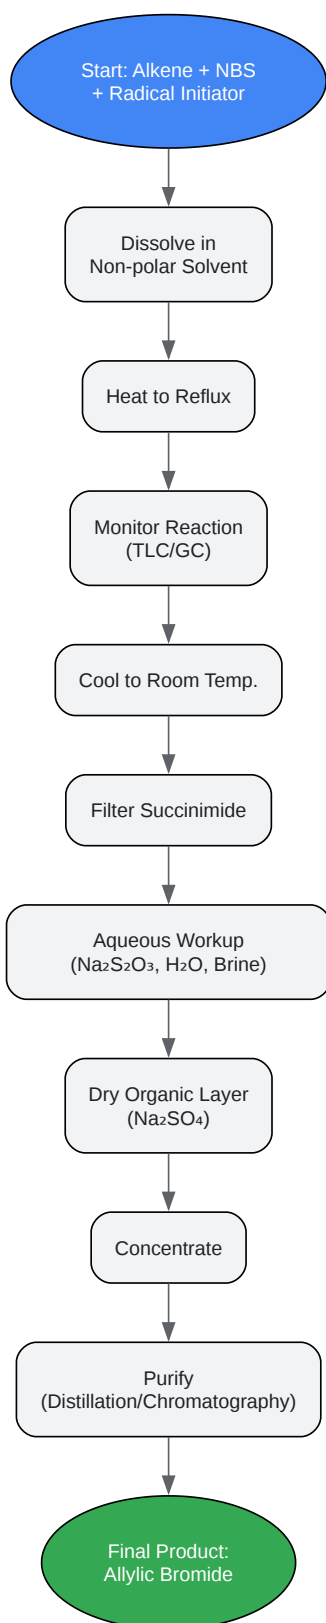 Start: Alkene + NBS
+ Radical Initiator
Dissolve in
Non-polar Solvent
Heat to Reflux
Monitor Reaction
(TLC/GC)
Cool to Room Temp.
Filter Succinimide
Aqueous Workup
(Na₂S₂O₃, H₂O, Brine)
Dry Organic Layer
(Na₂SO₄)
Concentrate
Purify
(Distillation/Chromatography)
Final Product:
Allylic Bromide